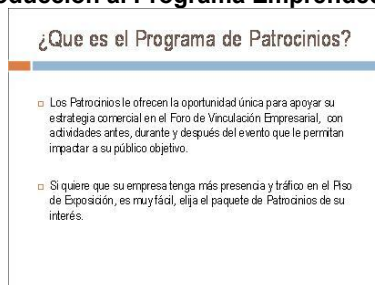 al Programa
¿Que es el Programa de Patrocinios?
Los Patrocinios le ofrecen la oportunidad única para apoyar su
estrategia comercial en el Foro de Vinculación Empresarial, con
actividades antes, durante y después del evento que le permitan
impactar a su público objetivo.
Si quiere que su empresa tenga más presencia y tráfico en el Piso
de Exposición, es muy fácil, elija el paquete de Patrocinios de su
interés.